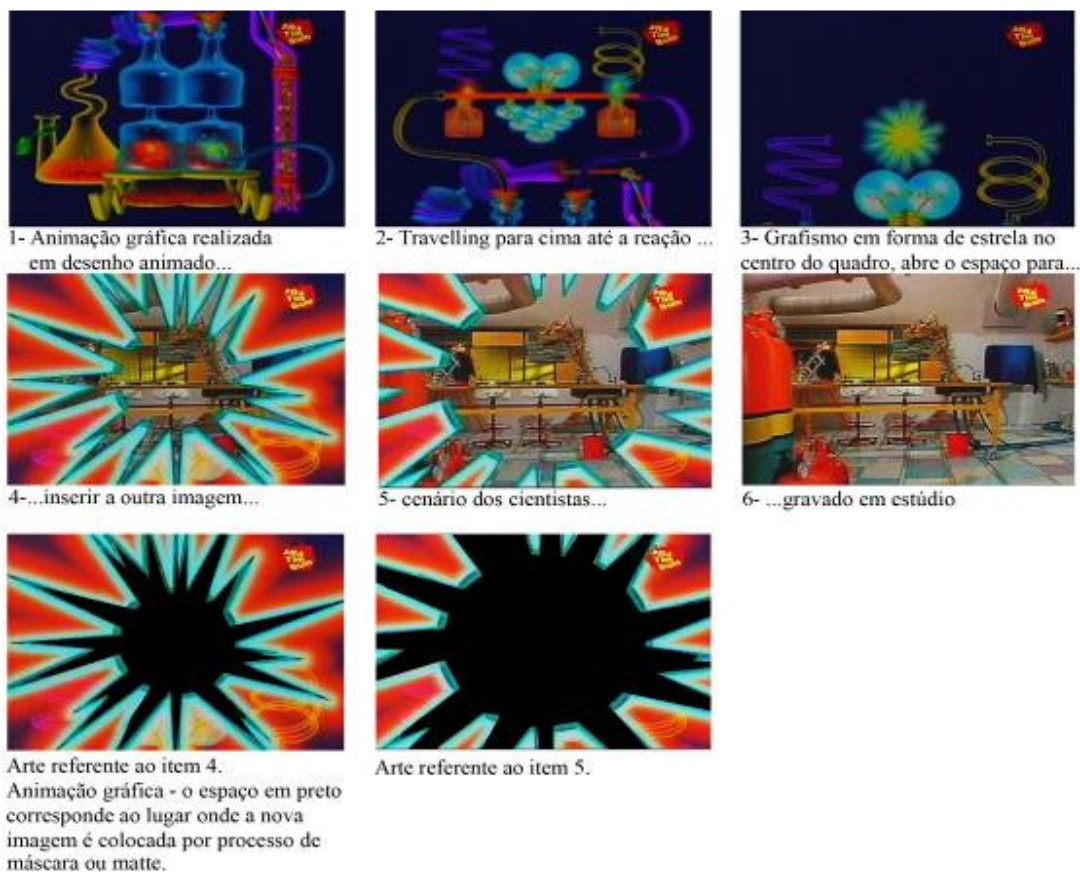 1- Animação gráfica realizada
em desenho animado...
2- Travelling para cima até a reação ...
3- Grafismo em forma de estrela no
centro do quadro, abre o espaço para...
4-...inserir a outra imagem...
5- cenário dos cientistas...
6- ...gravado em estúdio
Arte referente ao item 4.
Animação gráfica - o espaço em preto
corresponde ao lugar onde a nova
imagem é colocada por processo de
máscara ou matte.
Arte referente ao item 5.